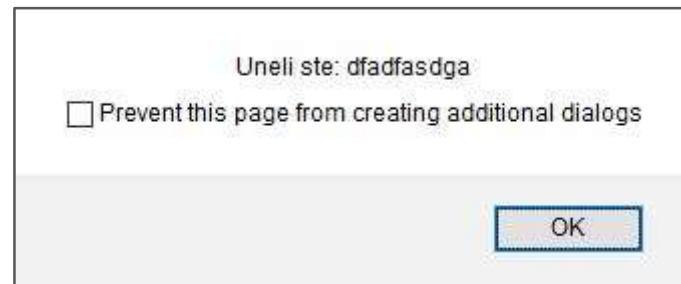 Uneli ste: dfadfasdga
Prevent this page from creating additional dialogs
OK